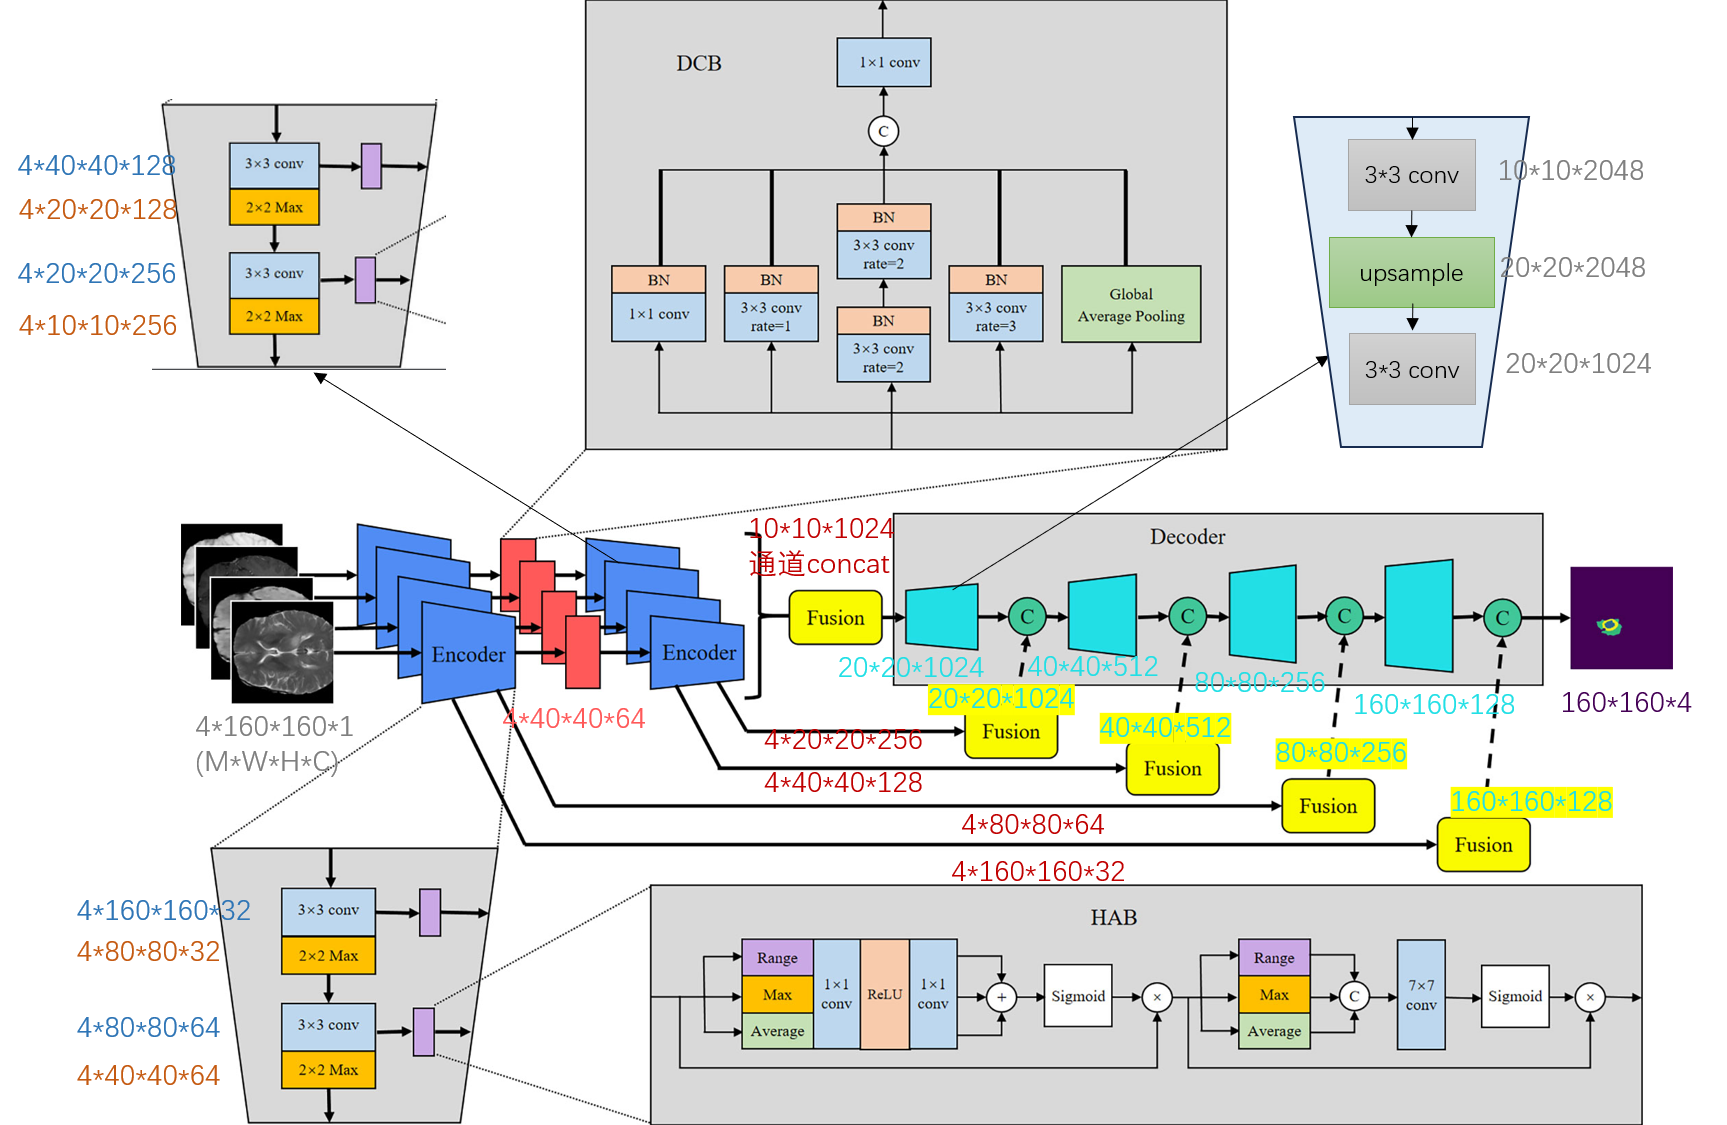 DCB
1×1 conv
C
BN
3×3 conv
rate=2
BN
1×1 conv
BN
3×3 conv
rate=1
BN
3×3 conv
rate=2
BN
3×3 conv
rate=3
Global
Average Pooling
4*40*40*128
3×3 conv
4*20*20*128
2×2 Max
4*20*20*256
3×3 conv
4*10*10*256
2×2 Max
3*3 conv
10*10*2048
upsample
20*20*2048
3*3 conv
20*20*1024
10*10*1024
通道concat
Decoder
Fusion
Encoder
Encoder
C
C
C
C
20*20*1024
40*40*512
80*80*256
160*160*128
160*160*4
4*160*160*1
(M*W*H*C)
4*40*40*64
20*20*1024
Fusion
4*20*20*256
40*40*512
Fusion
4*40*40*128
80*80*256
Fusion
4*80*80*64
160*160*128
Fusion
4*160*160*32
4*160*160*32
3×3 conv
4*80*80*32
2×2 Max
4*80*80*64
3×3 conv
4*40*40*64
2×2 Max
HAB
Range
Max
Average
1×1
conv
ReLU
1×1
conv
+
Sigmoid
×
Range
Max
Average
C
7×7
conv
Sigmoid
×